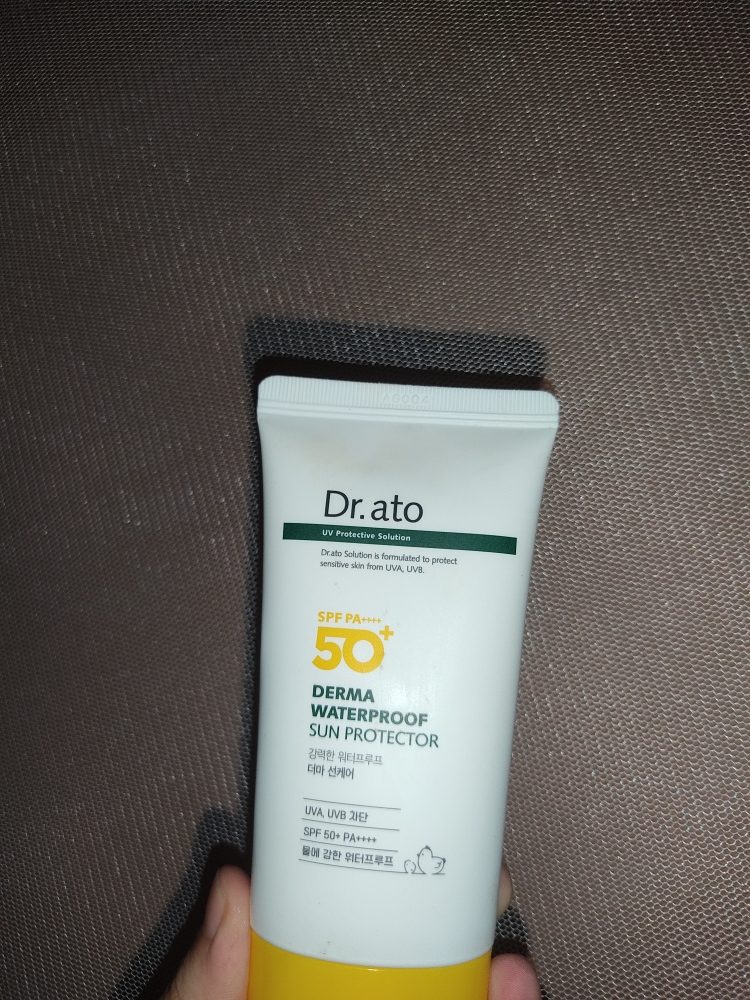 Dr.ato
UV Protective Solution
Dr.ato Solution is formulated to protect
sensitive skin from UVA, UVB.
SPF PA++++
50+
DERMA
WATERPROOF
SUN PROTECTOR
강력한 워터프루프
더마 선케어
UVA, UVB 차단
SPF 50+ PA++++
물에 강한 워터프루프